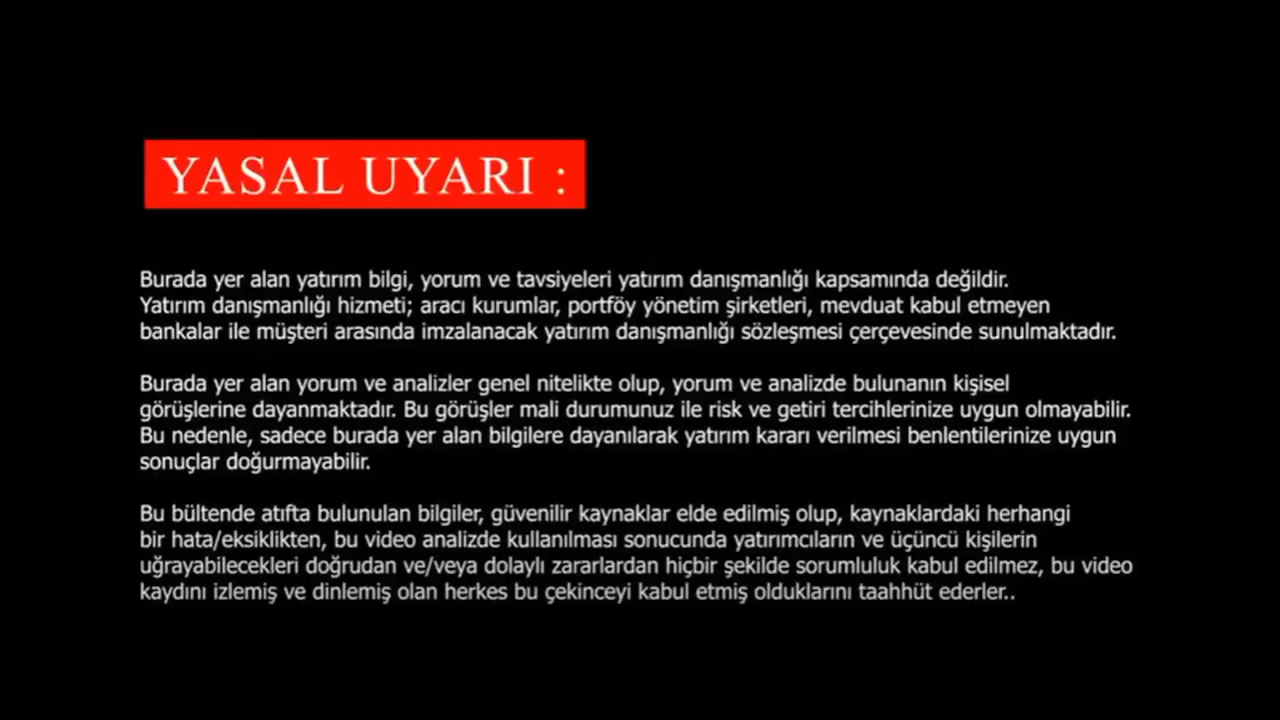 YASAL UYARI :
Burada yer alan yatırım bilgi, yorum ve tavsiyeleri yatırım danışmanlığı kapsamında değildir.
Yatırım danışmanlığı hizmeti; aracı kurumlar, portföy yönetim şirketleri, mevduat kabul etmeyen
bankalar ile müşteri arasında imzalanacak yatırım danışmanlığı sözleşmesi çerçevesinde sunulmaktadır.
Burada yer alan yorum ve analizler genel nitelikte olup, yorum ve analizde bulunanın kişisel
görüşlerine dayanmaktadır. Bu görüşler mali durumunuz ile risk ve getiri tercihlerinize uygun olmayabilir.
Bu nedenle, sadece burada yer alan bilgilere dayanılarak yatırım kararı verilmesi benlentilerinize uygun
sonuçlar doğurmayabilir.
Bu bültende atıfta bulunulan bilgiler, güvenilir kaynaklar elde edilmiş olup, kaynaklardaki herhangi
bir hata/eksiklikten, bu video analizde kullanılması sonucunda yatırımcıların ve üçüncü kişilerin
uğrayabilecekleri doğrudan ve/veya dolaylı zararlardan hiçbir şekilde sorumluluk kabul edilmez, bu video
kaydını izlemiş ve dinlemiş olan herkes bu çekinceyi kabul etmiş olduklarını taahhüt ederler..